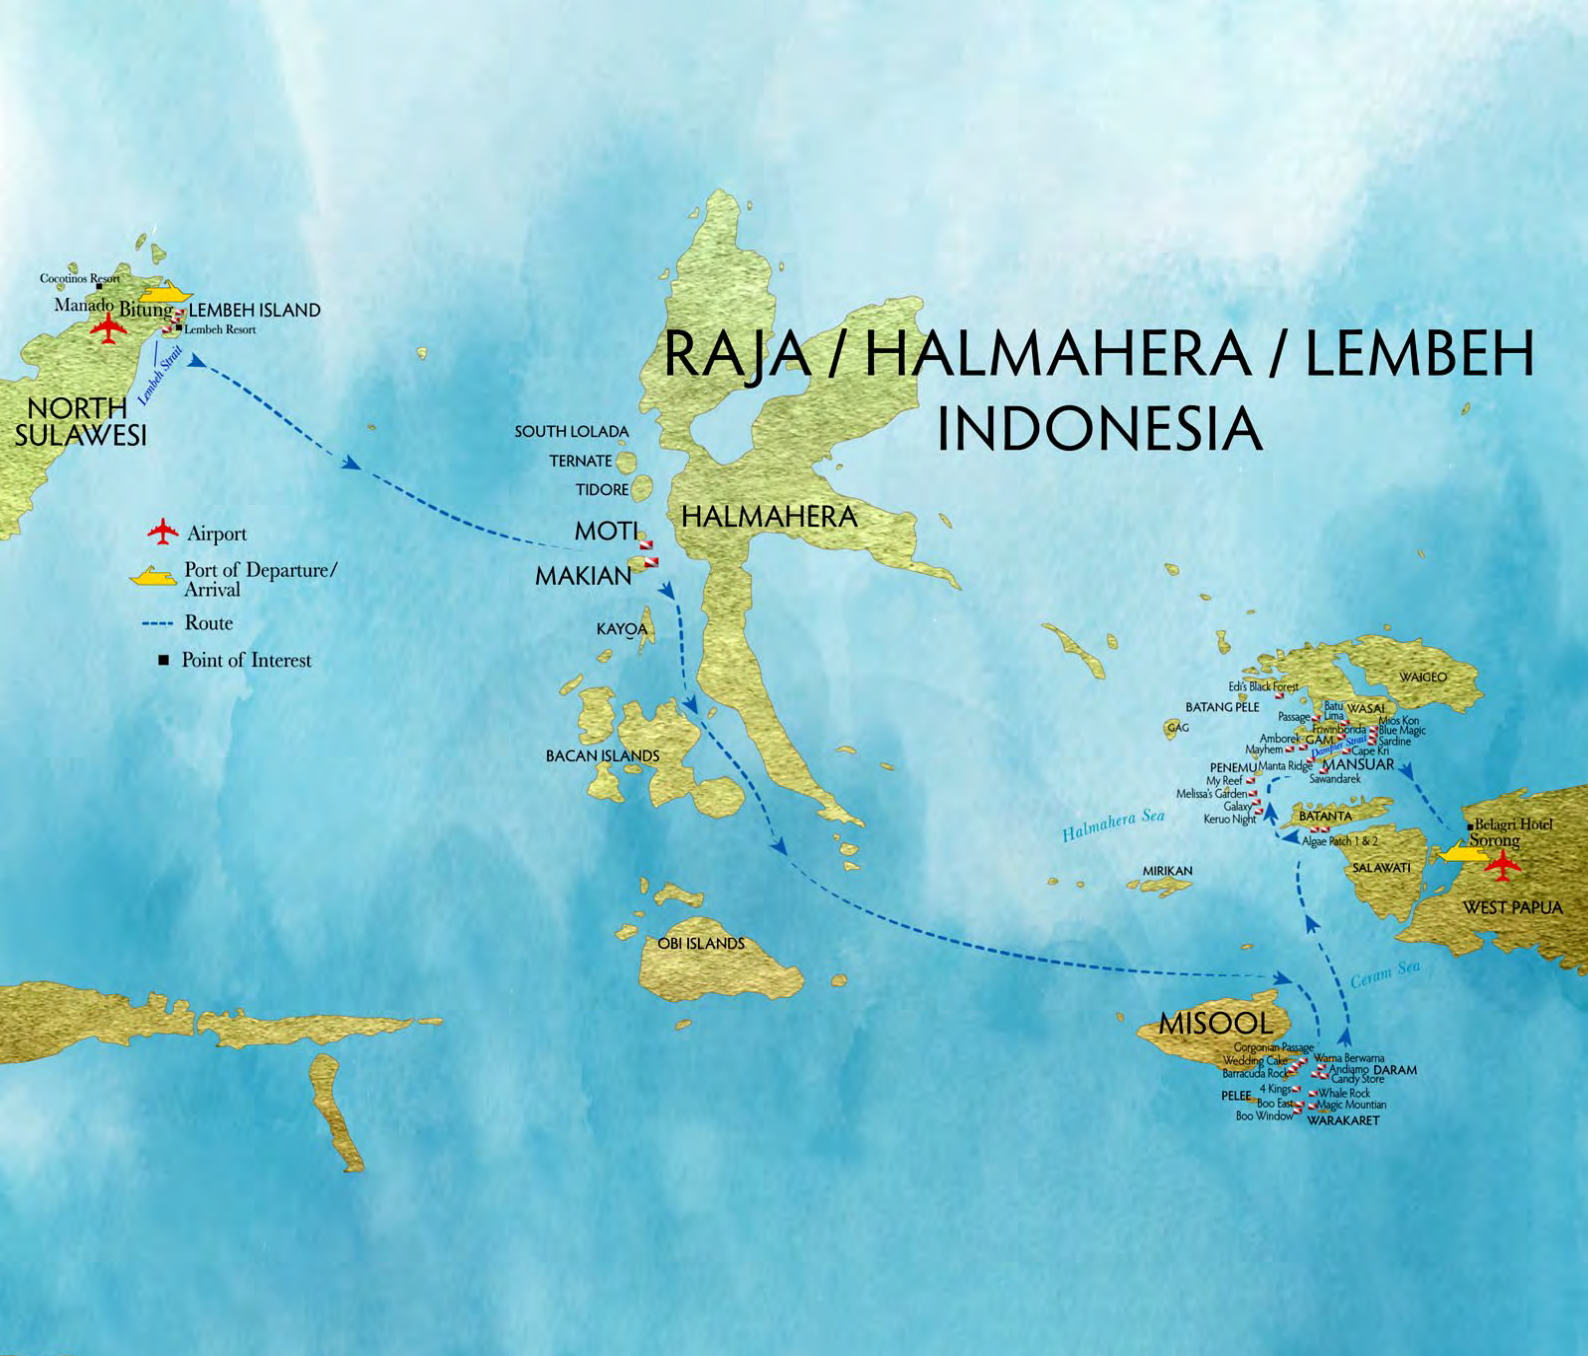 RAJA / HALMAHERA / LEMBEH
INDONESIA
Cocotinos Resort
Manado
Bitung
LEMBEH ISLAND
Lembeh Resort
Lembeh Strait
NORTH
SULAWESI
Airport
Port of Departure/
Arrival
Route
Point of Interest
SOUTH LOLADA
TERNATE
TIDORE
MOTI
HALMAHERA
MAKIAN
KAYOA
BACAN ISLANDS
OBI ISLANDS
WAIGEO
Edi's Black Forest
BATANG PELE
Batu
Lima
WASAI
Passage
GAG
Mios Kon
Blue Magic
Sardine
Amborek
GAM
Dampier Strait
Mayhem
Cape Kri
PENEMU
Manta Ridge
MANSUAR
My Reef
Sawandarek
Melissa's Garden
Galaxy
Keruo Night
BATANTA
Halmahera Sea
Algae Patch 1 & 2
Belagri Hotel
Sorong
MIRIKAN
SALAWATI
WEST PAPUA
Ceram Sea
MISOOL
Gorgonian Passage
Wedding Cake
Warna Berwarna
Barracuda Rock
Andiamo
DARAM
Candy Store
4 Kings
Whale Rock
PELEE
Boo East
Magic Mountian
Boo Window
WARAKARET